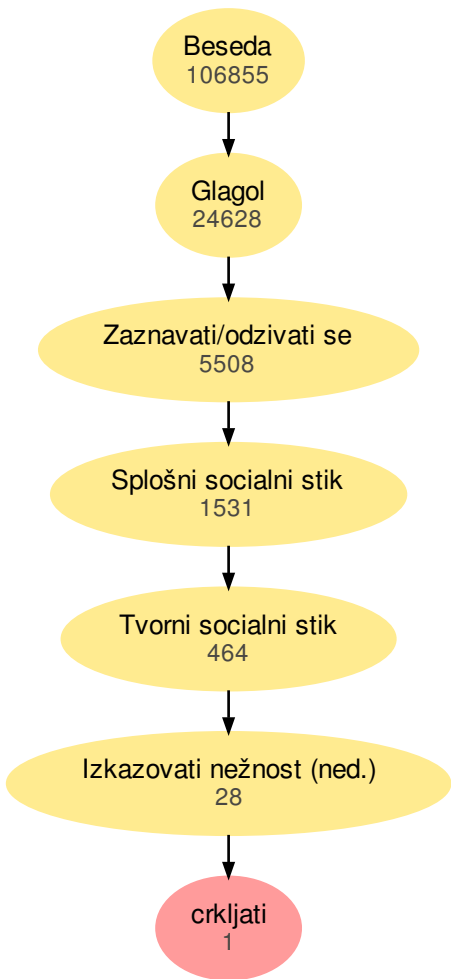 Beseda
106855
Glagol
24628
Zaznavati/odzivati se
5508
Splošni socialni stik
1531
Tvorni socialni stik
464
Izkazovati nežnost (ned.)
28
crkljati
1